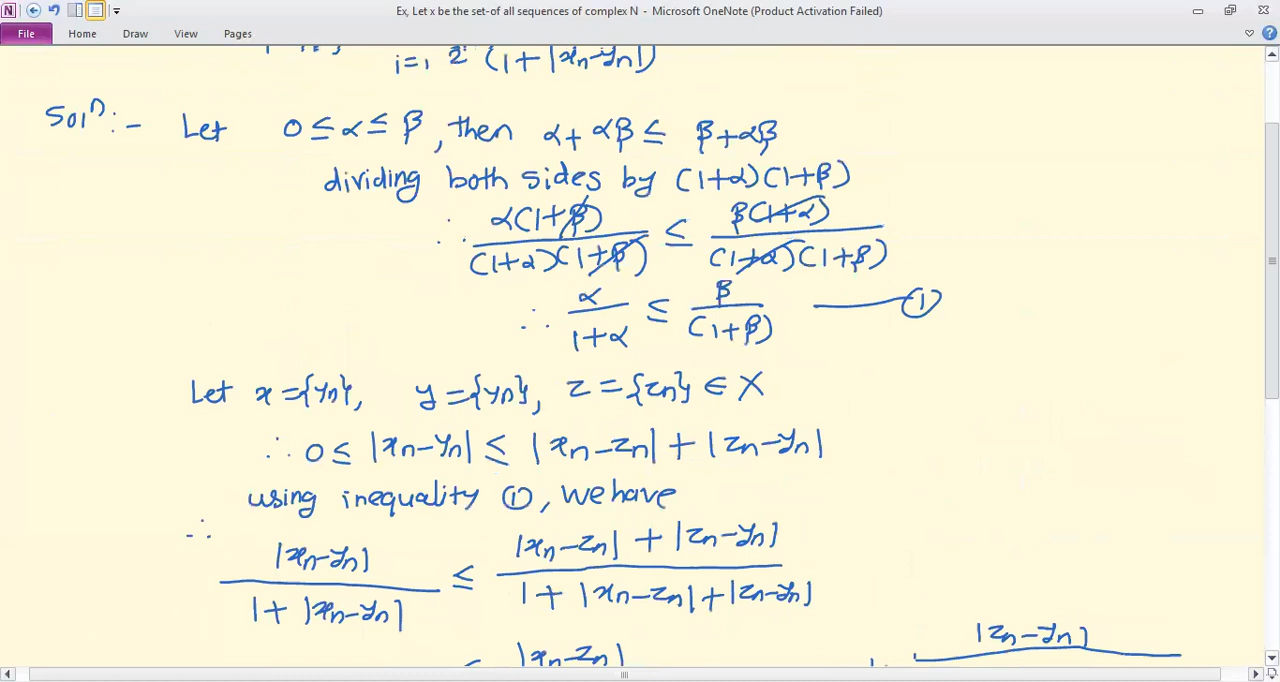 Ex, Let x be the set-of all sequences of complex N - Microsoft OneNote (Product Activation Failed)
File Home Draw View Pages
i=1 2 (1+|xn-yn|)
Solⁿ:- Let 0 ≤ α ≤ β, then α+αβ ≤ β+αβ
dividing both sides by (1+α)(1+β)
∴ α(1+β)/(1+α)(1+β) ≤ β(1+α)/(1+α)(1+β)
∴ α/1+α ≤ β/(1+β) —— ①
Let x={yn}, y={yn}, z={zn} ∈ X
∴ 0 ≤ |xn-yn| ≤ |xn-zn| + |zn-yn|
using inequality ①, we have
∴ |xn-yn|/1+|xn-yn| ≤ |xn-zn| + |zn-yn|/1+|xn-zn|+|zn-yn|
≤ |xn-zn| |zn-yn|